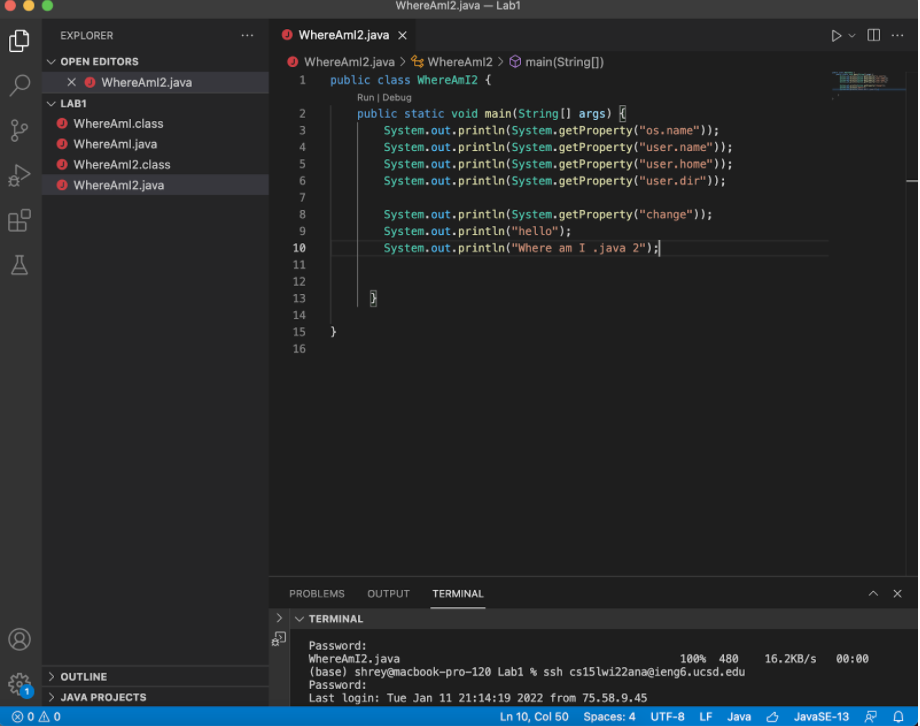 WhereAmI2.java — Lab1
EXPLORER
OPEN EDITORS
WhereAmI2.java
LAB1
WhereAmI.class
WhereAmI.java
WhereAmI2.class
WhereAmI2.java
OUTLINE
JAVA PROJECTS
WhereAmI2.java
WhereAmI2.java > WhereAmI2 > main(String[])
1 public class WhereAmI2 {
Run | Debug
2 public static void main(String[] args) {
3 System.out.println(System.getProperty("os.name"));
4 System.out.println(System.getProperty("user.name"));
5 System.out.println(System.getProperty("user.home"));
6 System.out.println(System.getProperty("user.dir"));
7
8 System.out.println(System.getProperty("change"));
9 System.out.println("hello");
10 System.out.println("Where am I .java 2");
11
12
13 }
14
15 }
16
PROBLEMS OUTPUT TERMINAL
TERMINAL
Password:
WhereAmI2.java 100% 480 16.2KB/s 00:00
(base) shrey@macbook-pro-120 Lab1 % ssh cs15lwi22ana@ieng6.ucsd.edu
Password:
Last login: Tue Jan 11 21:14:19 2022 from 75.58.9.45
1
0 0 Ln 10, Col 50 Spaces: 4 UTF-8 LF Java JavaSE-13